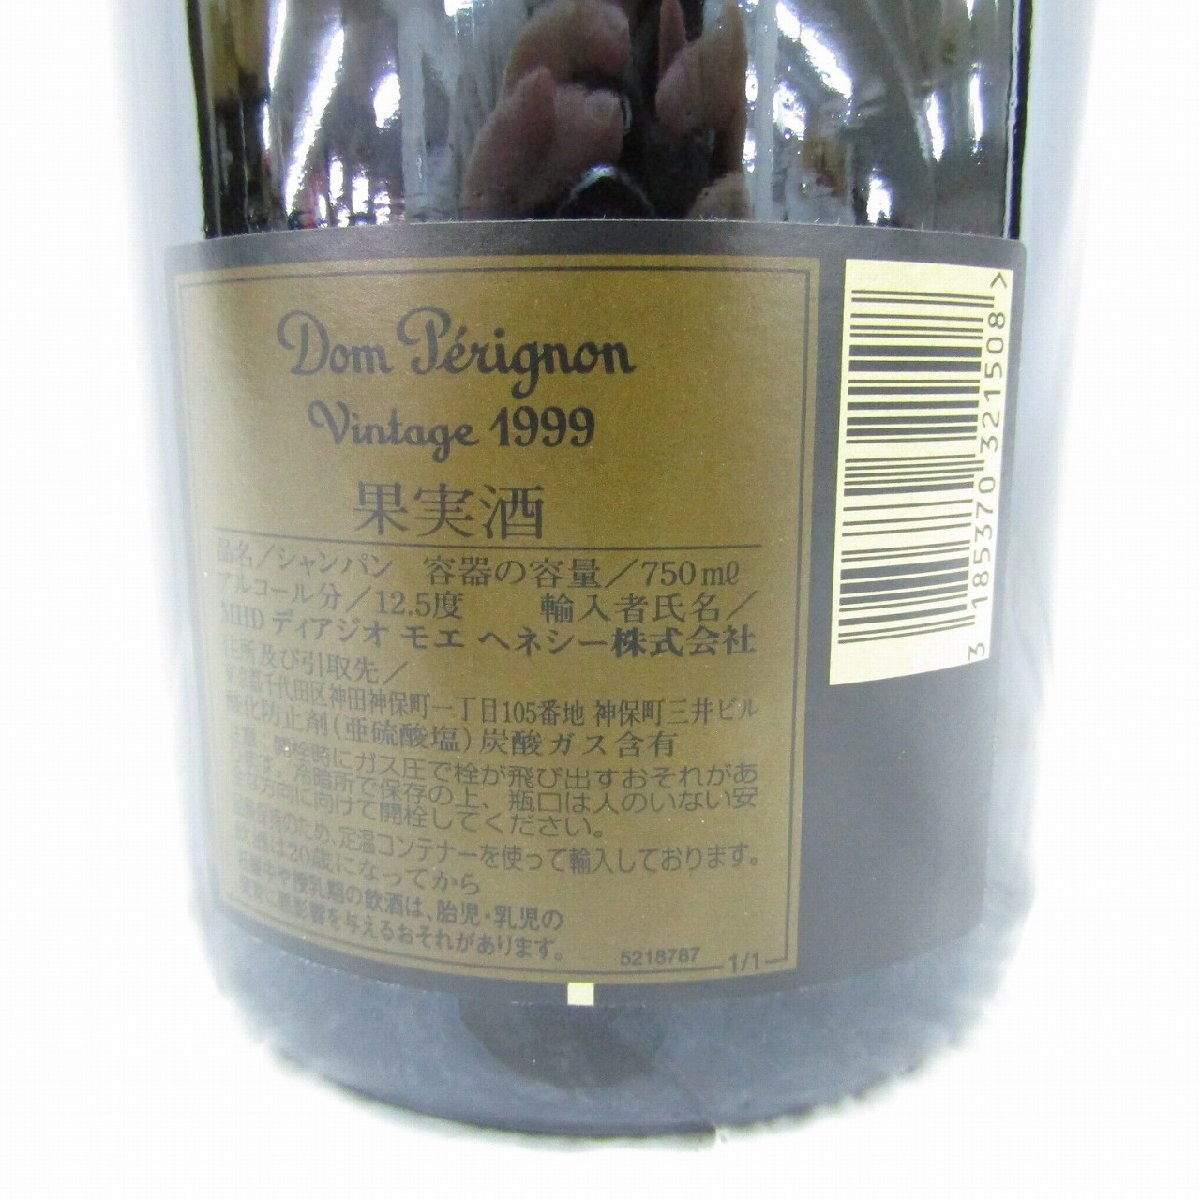 Dom Pérignon
Vintage 1999
果実酒
品名／シャンパン　容器の容量／750mℓ
アルコール分／12.5度　輸入者氏名／
MHD ディアジオ モエ ヘネシー株式会社
住所及び引取先／
東京都千代田区神田神保町一丁目105番地 神保町三井ビル
酸化防止剤(亜硫酸塩)炭酸ガス含有
注意：開栓時にガス圧で栓が飛び出すおそれがあ
ります。冷暗所で保存の上、瓶口は人のいない安
全な方向に向けて開栓してください。
のため、定温コンテナーを使って輸入しております。
飲酒は20歳になってから
妊娠中や授乳期の飲酒は、胎児・乳児の
発育に悪影響を与えるおそれがあります。
5218787
1/1
3 185370 321508 >